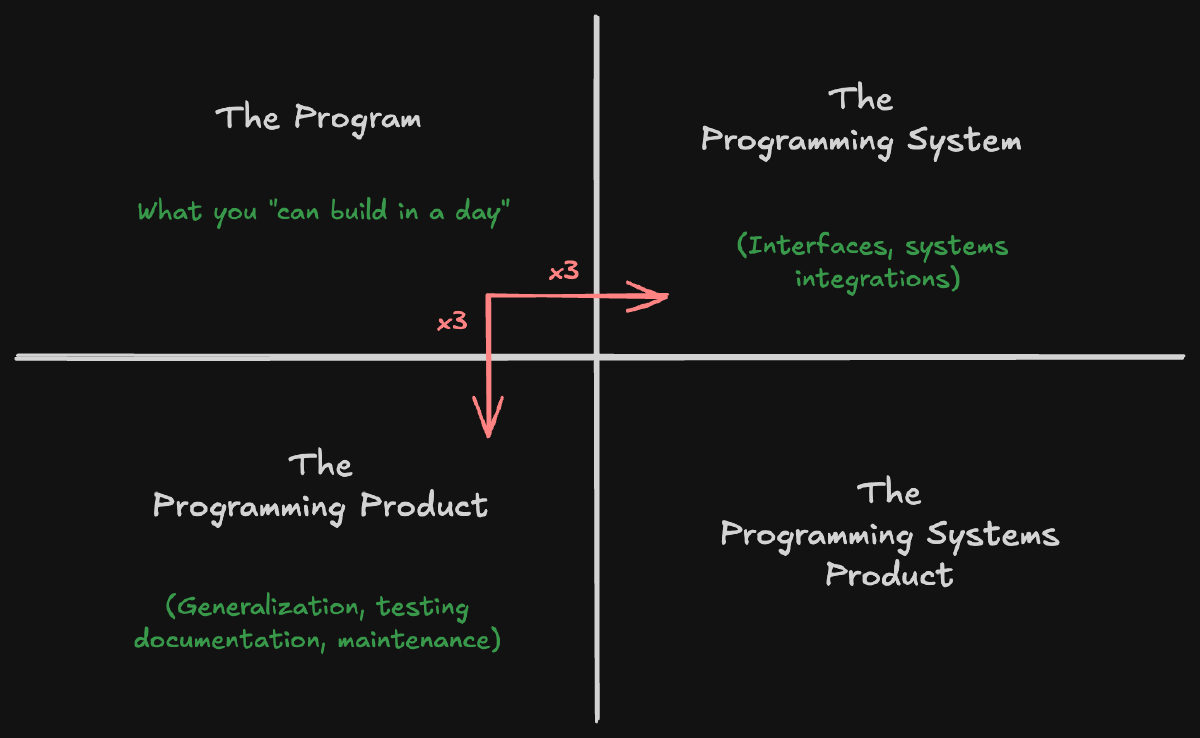 The Program
What you "can build in a day"
The
Programming System
(Interfaces, systems
integrations)
x3
x3
The
Programming Product
(Generalization, testing
documentation, maintenance)
The
Programming Systems
Product